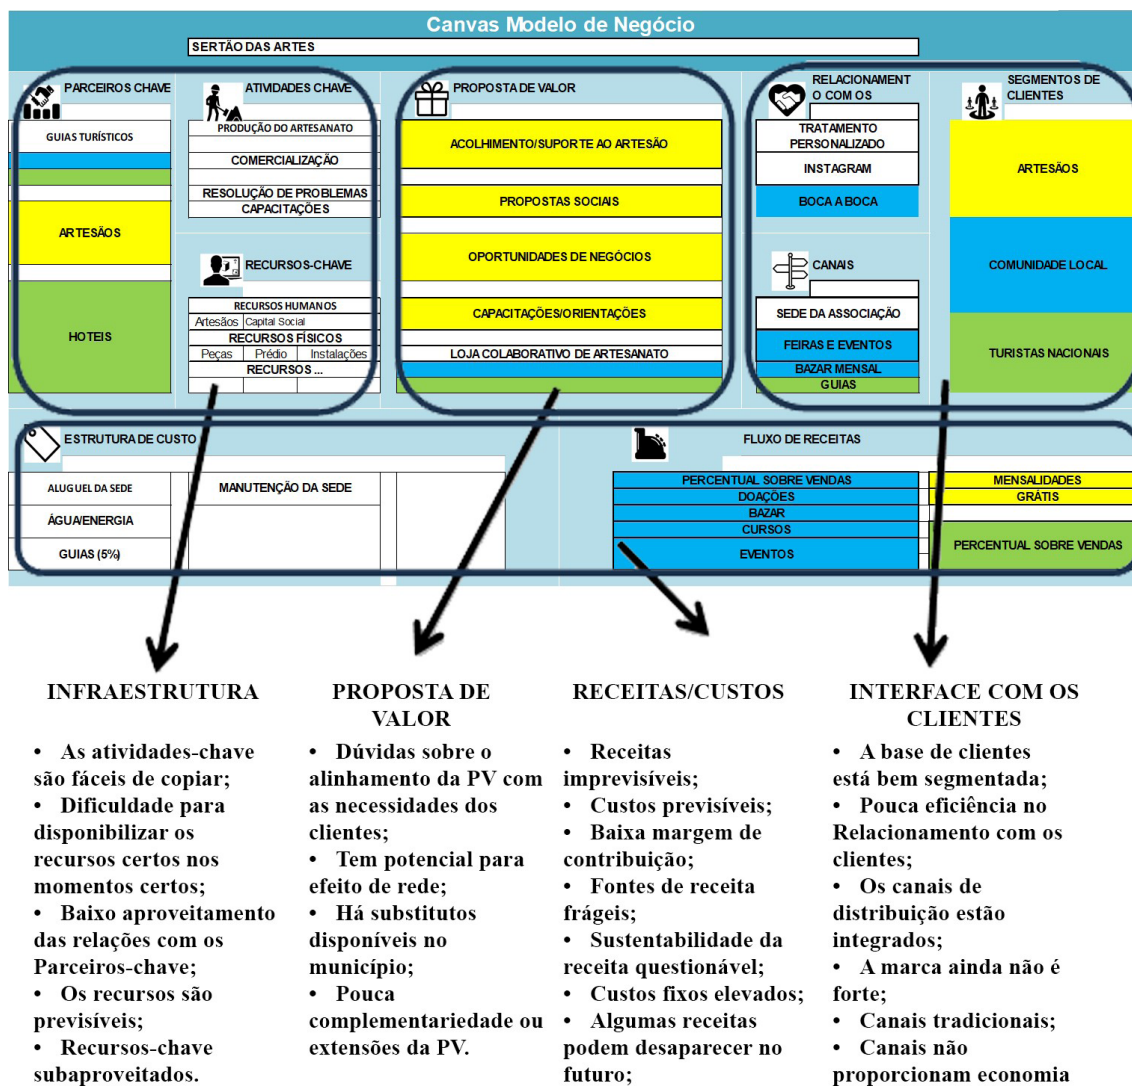 Canvas Modelo de Negócio
SERTÃO DAS ARTES
PARCEIROS CHAVE
GUIAS TURÍSTICOS
ARTESÃOS
HOTEIS
ATIVIDADES CHAVE
PRODUÇÃO DO ARTESANATO
COMERCIALIZAÇÃO
RESOLUÇÃO DE PROBLEMAS
CAPACITAÇÕES
RECURSOS-CHAVE
RECURSOS HUMANOS
Artesãos Capital Social
RECURSOS FÍSICOS
Peças Prédio Instalações
RECURSOS ...
PROPOSTA DE VALOR
ACOLHIMENTO/SUPORTE AO ARTESÃO
PROPOSTAS SOCIAIS
OPORTUNIDADES DE NEGÓCIOS
CAPACITAÇÕES/ORIENTAÇÕES
LOJA COLABORATIVO DE ARTESANATO
RELACIONAMENT
O COM OS
TRATAMENTO
PERSONALIZADO
INSTAGRAM
BOCA A BOCA
CANAIS
SEDE DA ASSOCIAÇÃO
FEIRAS E EVENTOS
BAZAR MENSAL
GUIAS
SEGMENTOS DE
CLIENTES
ARTESÃOS
COMUNIDADE LOCAL
TURISTAS NACIONAIS
ESTRUTURA DE CUSTO
ALUGUEL DA SEDE
MANUTENÇÃO DA SEDE
ÁGUA/ENERGIA
GUIAS (5%)
FLUXO DE RECEITAS
PERCENTUAL SOBRE VENDAS
DOAÇÕES
BAZAR
CURSOS
EVENTOS
MENSALIDADES
GRÁTIS
PERCENTUAL SOBRE VENDAS
INFRAESTRUTURA
• As atividades-chave
são fáceis de copiar;
• Dificuldade para
disponibilizar os
recursos certos nos
momentos certos;
• Baixo aproveitamento
das relações com os
Parceiros-chave;
• Os recursos são
previsíveis;
• Recursos-chave
subaproveitados.
PROPOSTA DE
VALOR
• Dúvidas sobre o
alinhamento da PV com
as necessidades dos
clientes;
• Tem potencial para
efeito de rede;
• Há substitutos
disponíveis no
município;
• Pouca
complementariedade ou
extensões da PV.
RECEITAS/CUSTOS
• Receitas
imprevisíveis;
• Custos previsíveis;
• Baixa margem de
contribuição;
• Fontes de receita
frágeis;
• Sustentabilidade da
receita questionável;
• Custos fixos elevados;
• Algumas receitas
podem desaparecer no
futuro;
INTERFACE COM OS
CLIENTES
• A base de clientes
está bem segmentada;
• Pouca eficiência no
Relacionamento com os
clientes;
• Os canais de
distribuição estão
integrados;
• A marca ainda não é
forte;
• Canais tradicionais;
• Canais não
proporcionam economia